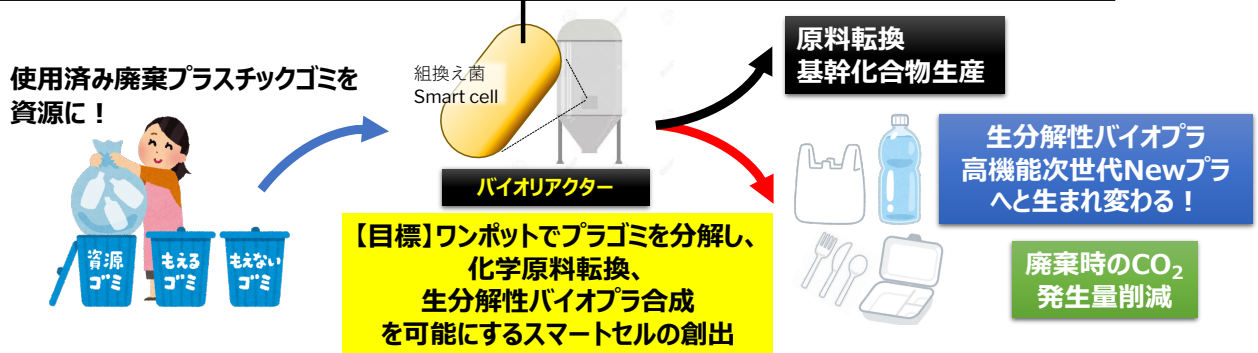 使用済み廃棄プラスチックゴミを
資源に！
資源
ゴミ
もえる
ゴミ
もえない
ゴミ
組換え菌
Smart cell
バイオリアクター
【目標】ワンポットでプラゴミを分解し、
化学原料転換、
生分解性バイオプラ合成
を可能にするスマートセルの創出
原料転換
基幹化合物生産
生分解性バイオプラ
高機能次世代Newプラ
へと生まれ変わる！
廃棄時のCO₂
発生量削減